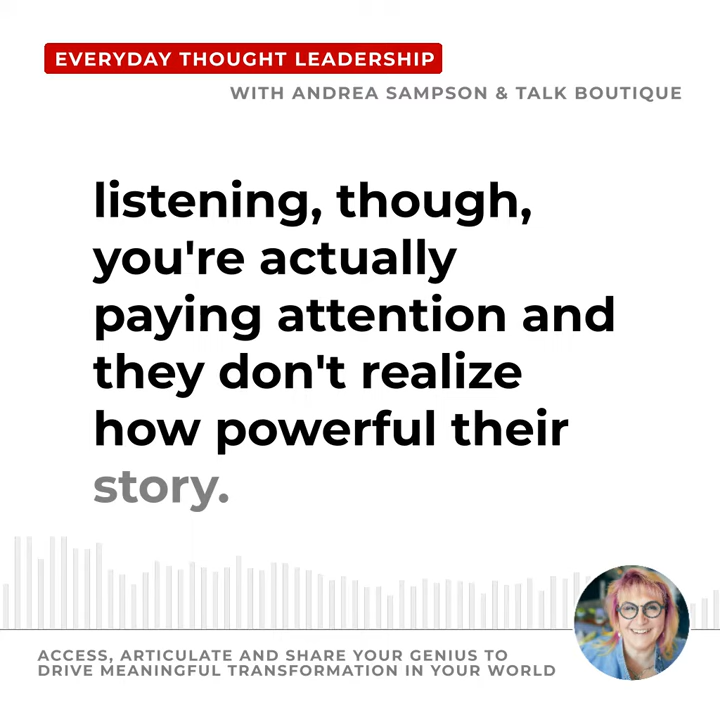 EVERYDAY THOUGHT LEADERSHIP
WITH ANDREA SAMPSON & TALK BOUTIQUE
listening, though,
you're actually
paying attention and
they don't realize
how powerful their
story.
ACCESS, ARTICULATE AND SHARE YOUR GENIUS TO
DRIVE MEANINGFUL TRANSFORMATION IN YOUR WORLD